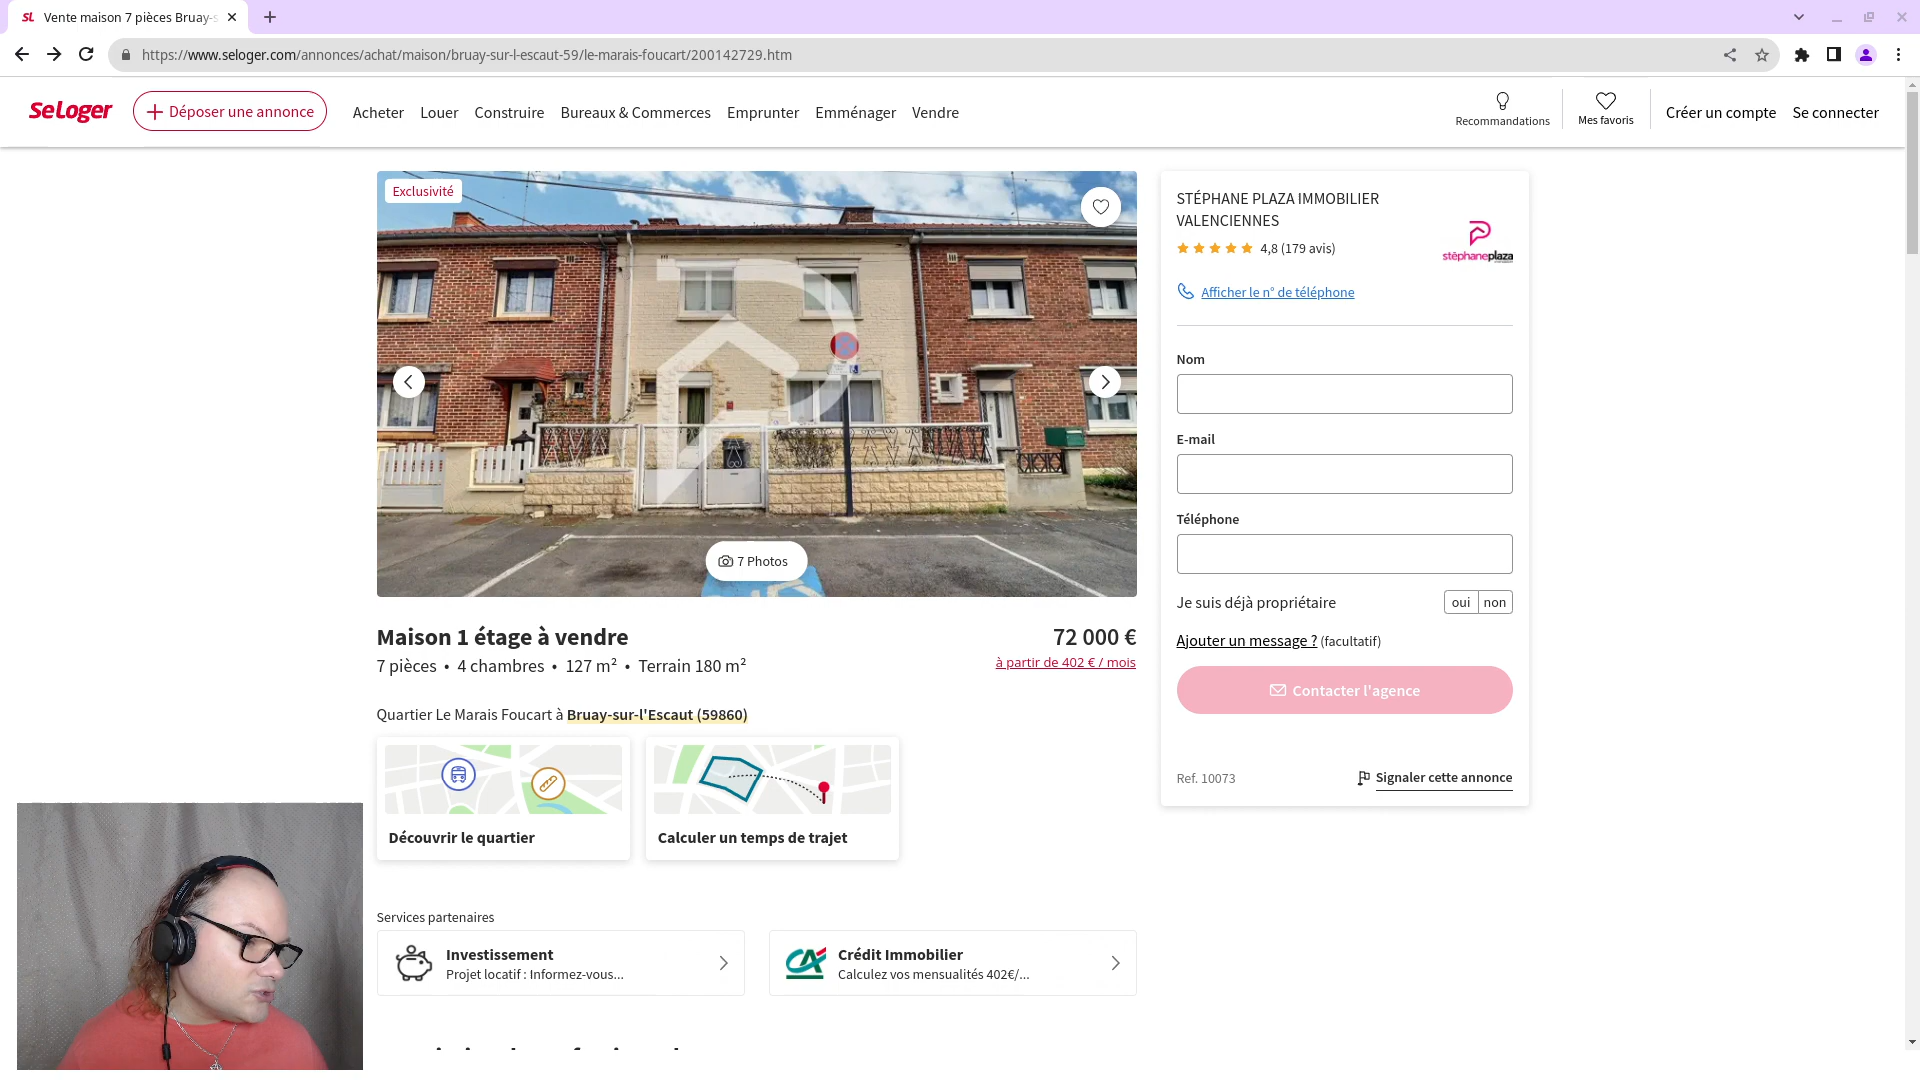 SL Vente maison 7 pièces Bruay-s
https://www.seloger.com/annonces/achat/maison/bruay-sur-l-escaut-59/le-marais-foucart/200142729.htm
SeLoger
Déposer une annonce
Acheter Louer Construire Bureaux & Commerces Emprunter Emménager Vendre
Recommandations
Mes favoris
Créer un compte Se connecter
Exclusivité
7 Photos
Maison 1 étage à vendre
72 000 €
7 pièces • 4 chambres • 127 m² • Terrain 180 m²
à partir de 402 € / mois
Quartier Le Marais Foucart à Bruay-sur-l'Escaut (59860)
Découvrir le quartier
Calculer un temps de trajet
Services partenaires
Investissement
Projet locatif : Informez-vous...
Crédit Immobilier
Calculez vos mensualités 402€/...
STÉPHANE PLAZA IMMOBILIER
VALENCIENNES
4,8 (179 avis)
stéphaneplaza
Afficher le n° de téléphone
Nom
E-mail
Téléphone
Je suis déjà propriétaire
oui non
Ajouter un message ? (facultatif)
Contacter l'agence
Ref. 10073
Signaler cette annonce